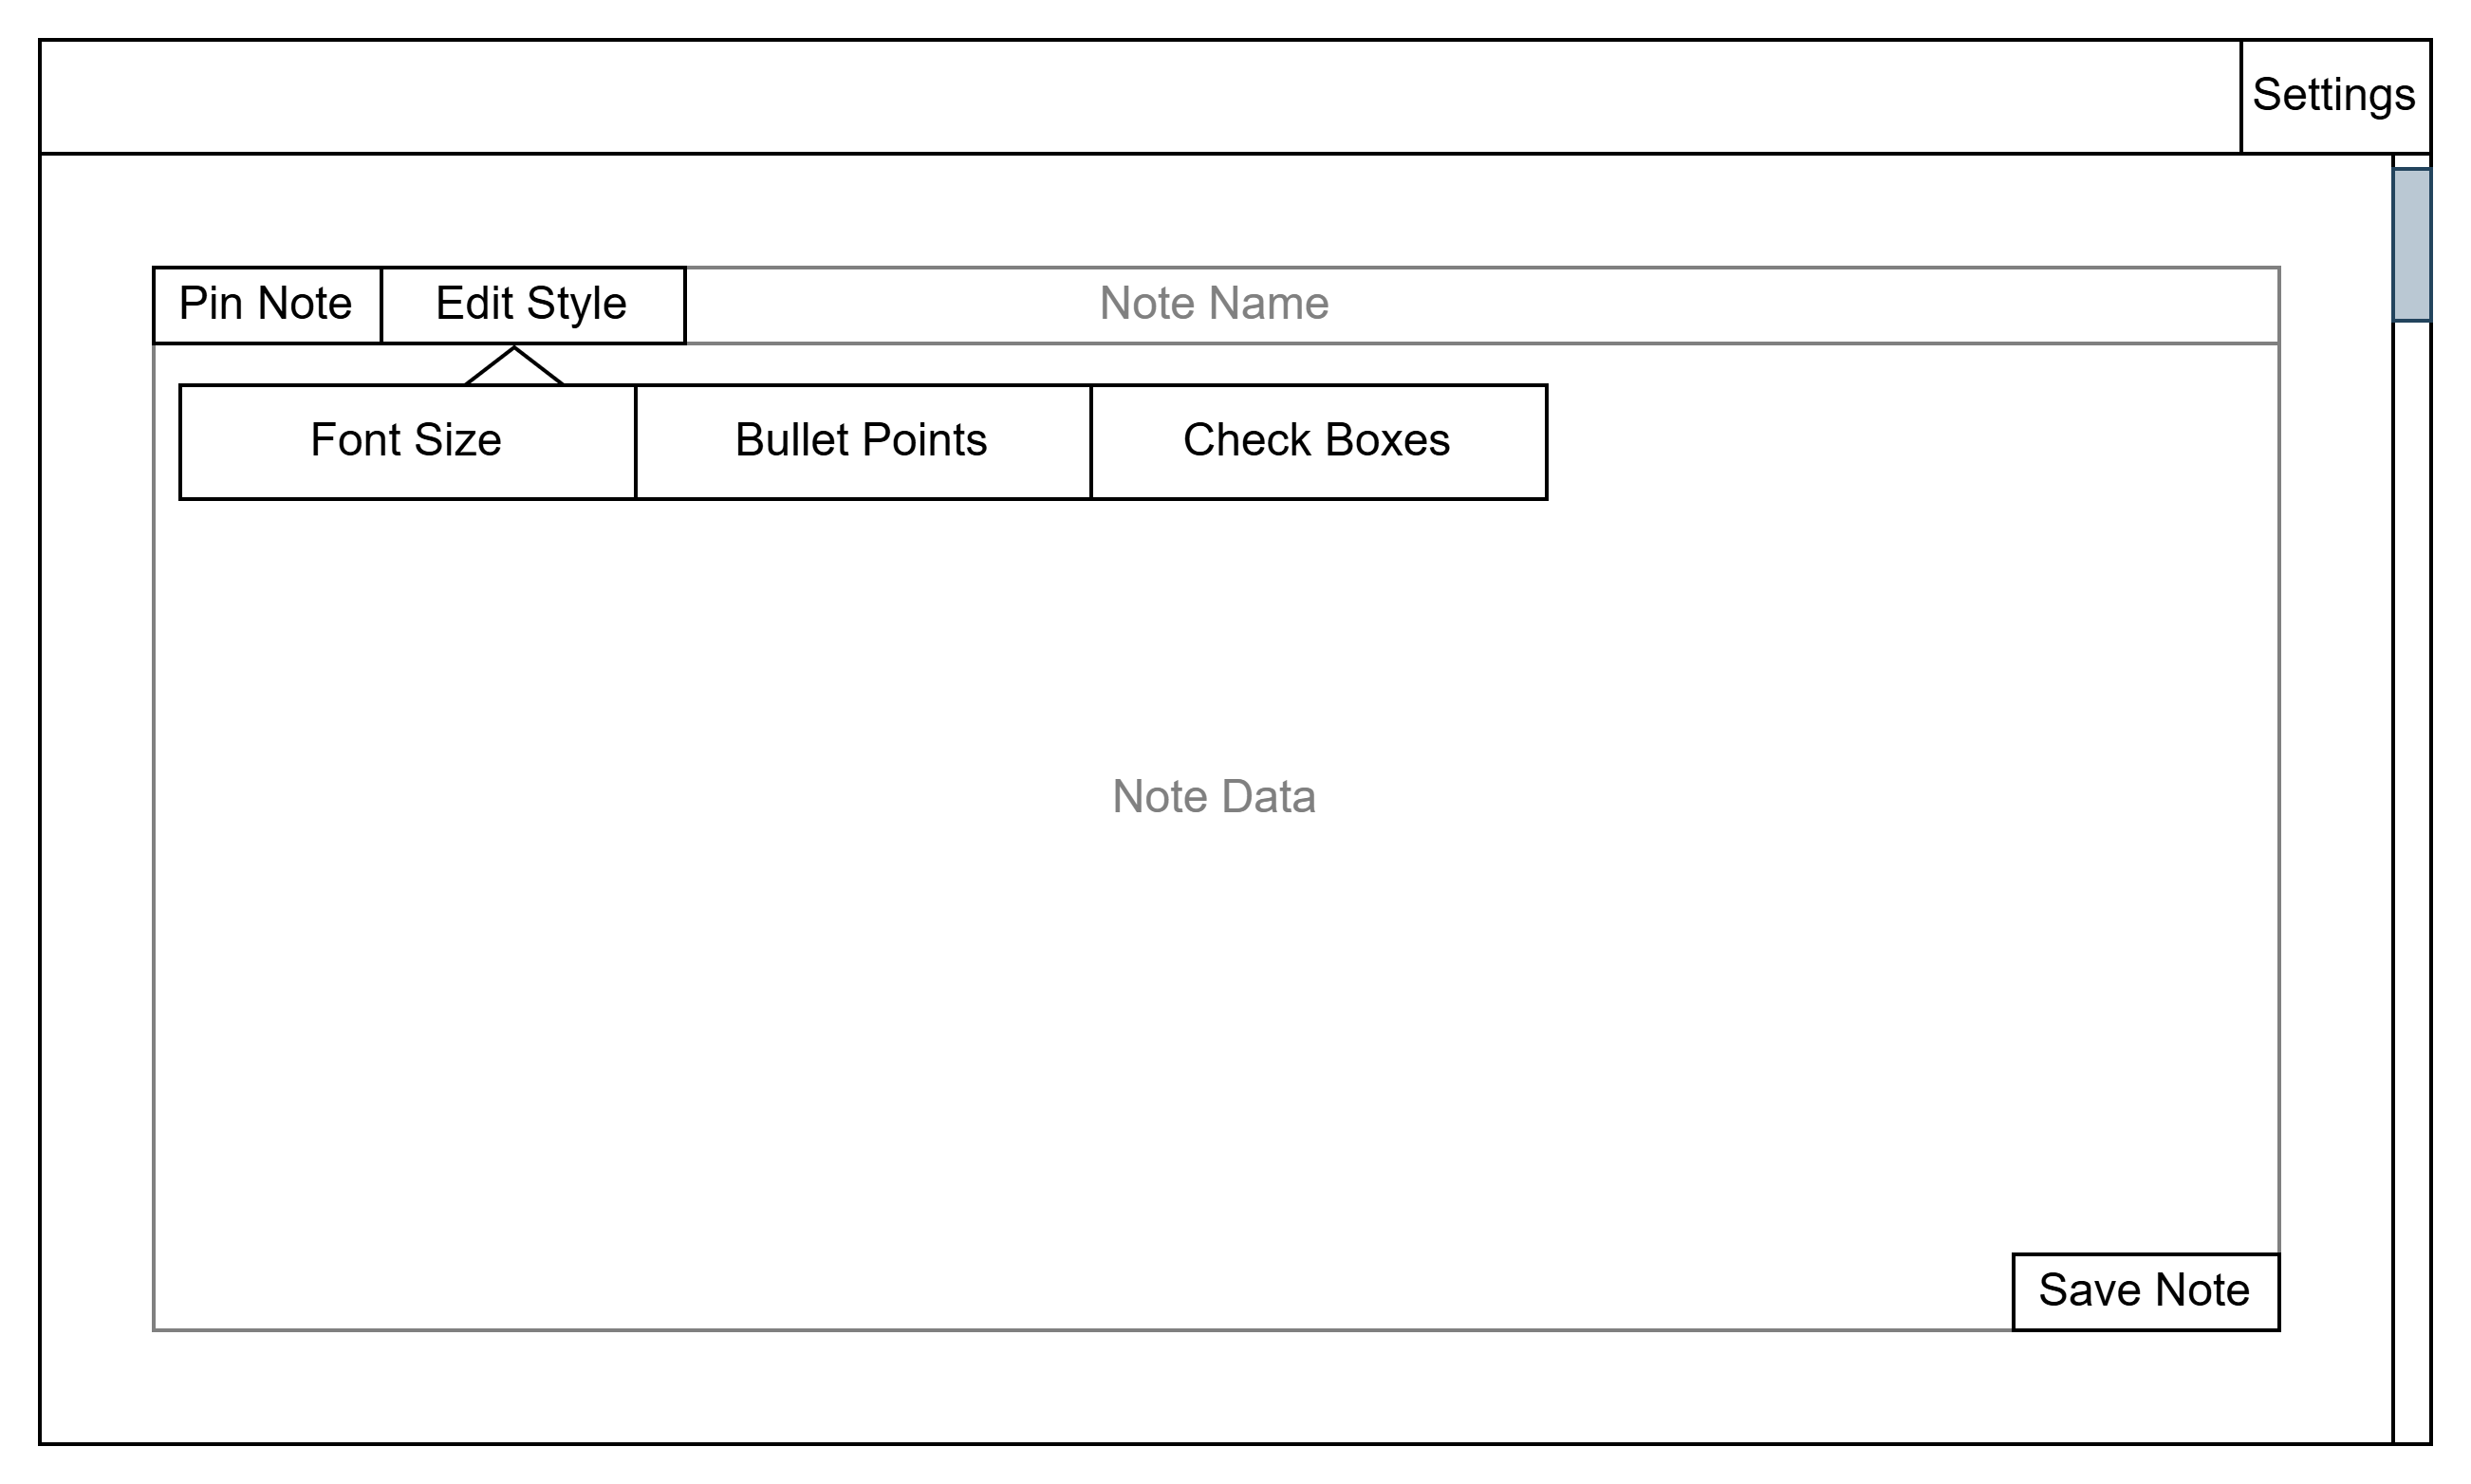 Settings
Pin Note
Edit Style
Note Name
Font Size
Bullet Points
Check Boxes
Note Data
Save Note